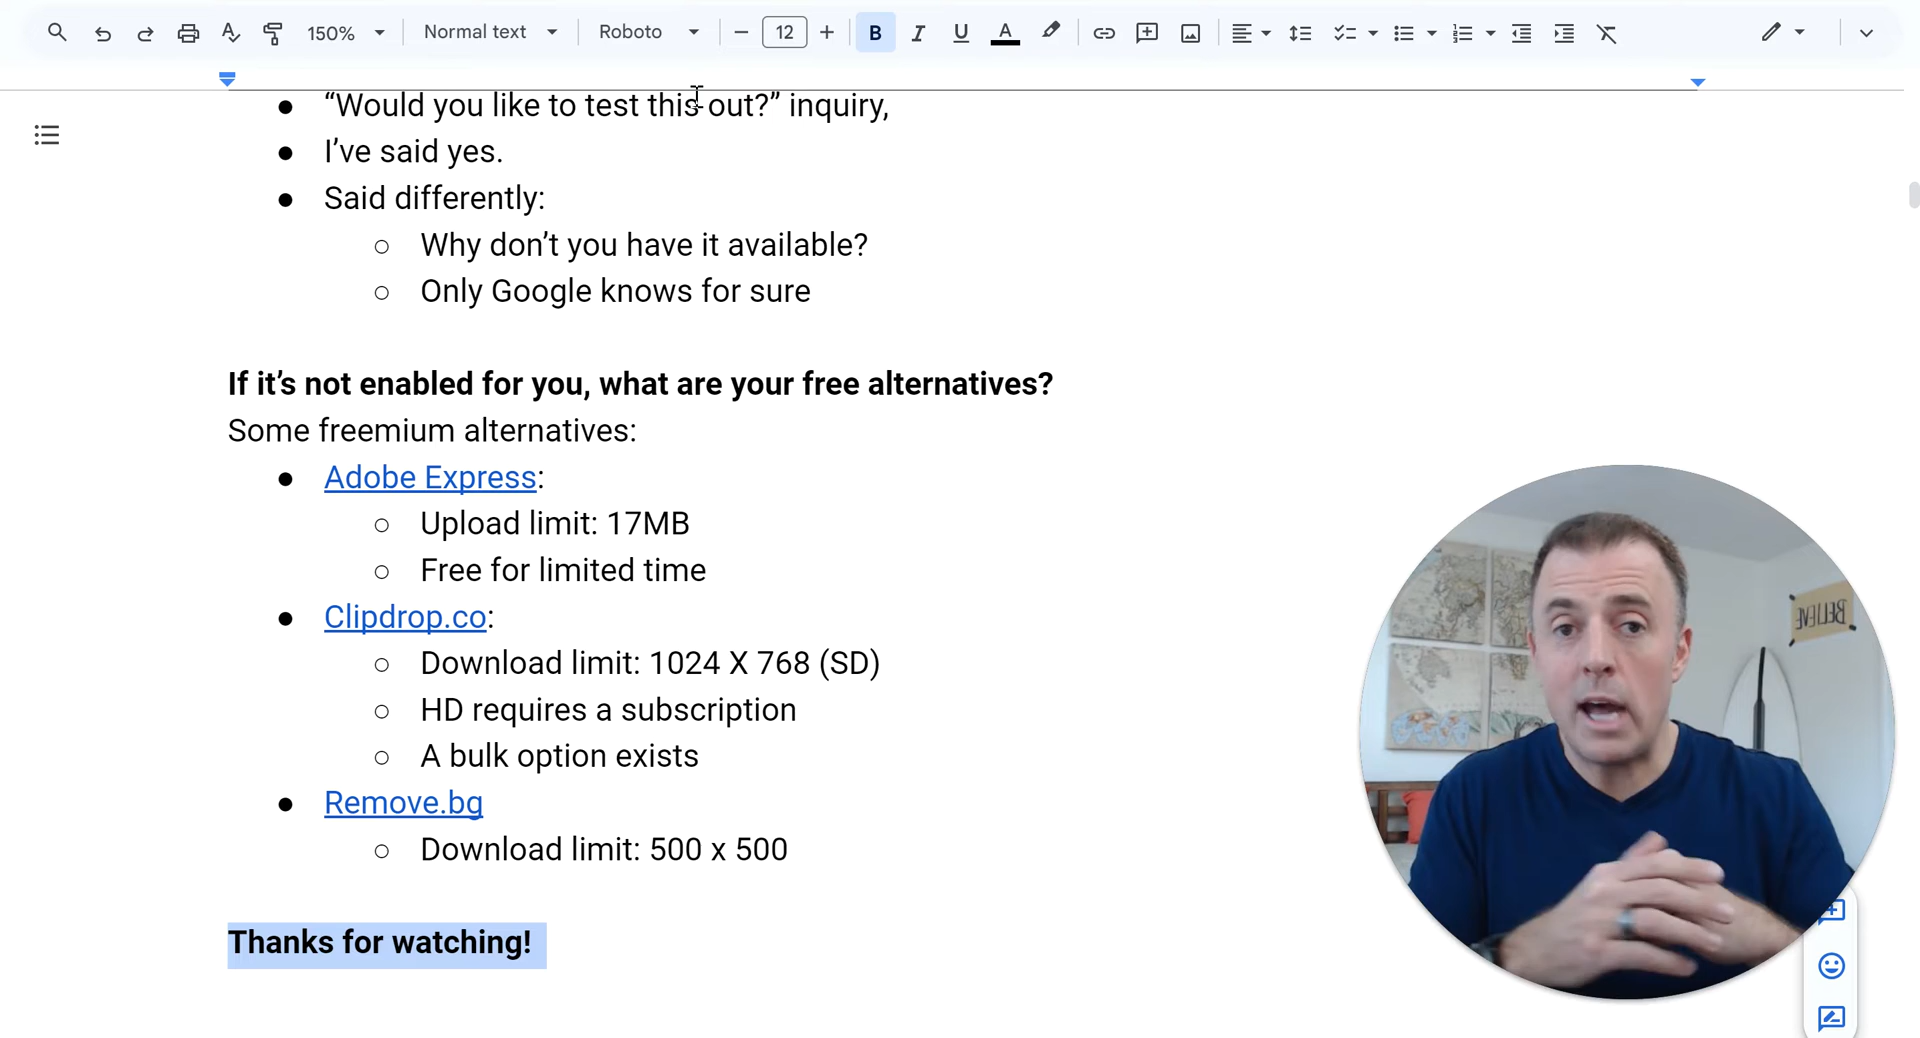 150% Normal text Roboto 12 B I U A
“Would you like to test this out?” inquiry,
I’ve said yes.
Said differently:
Why don’t you have it available?
Only Google knows for sure
If it’s not enabled for you, what are your free alternatives?
Some freemium alternatives:
Adobe Express:
Upload limit: 17MB
Free for limited time
Clipdrop.co:
Download limit: 1024 X 768 (SD)
HD requires a subscription
A bulk option exists
Remove.bg
Download limit: 500 x 500
Thanks for watching!
BELIEVE